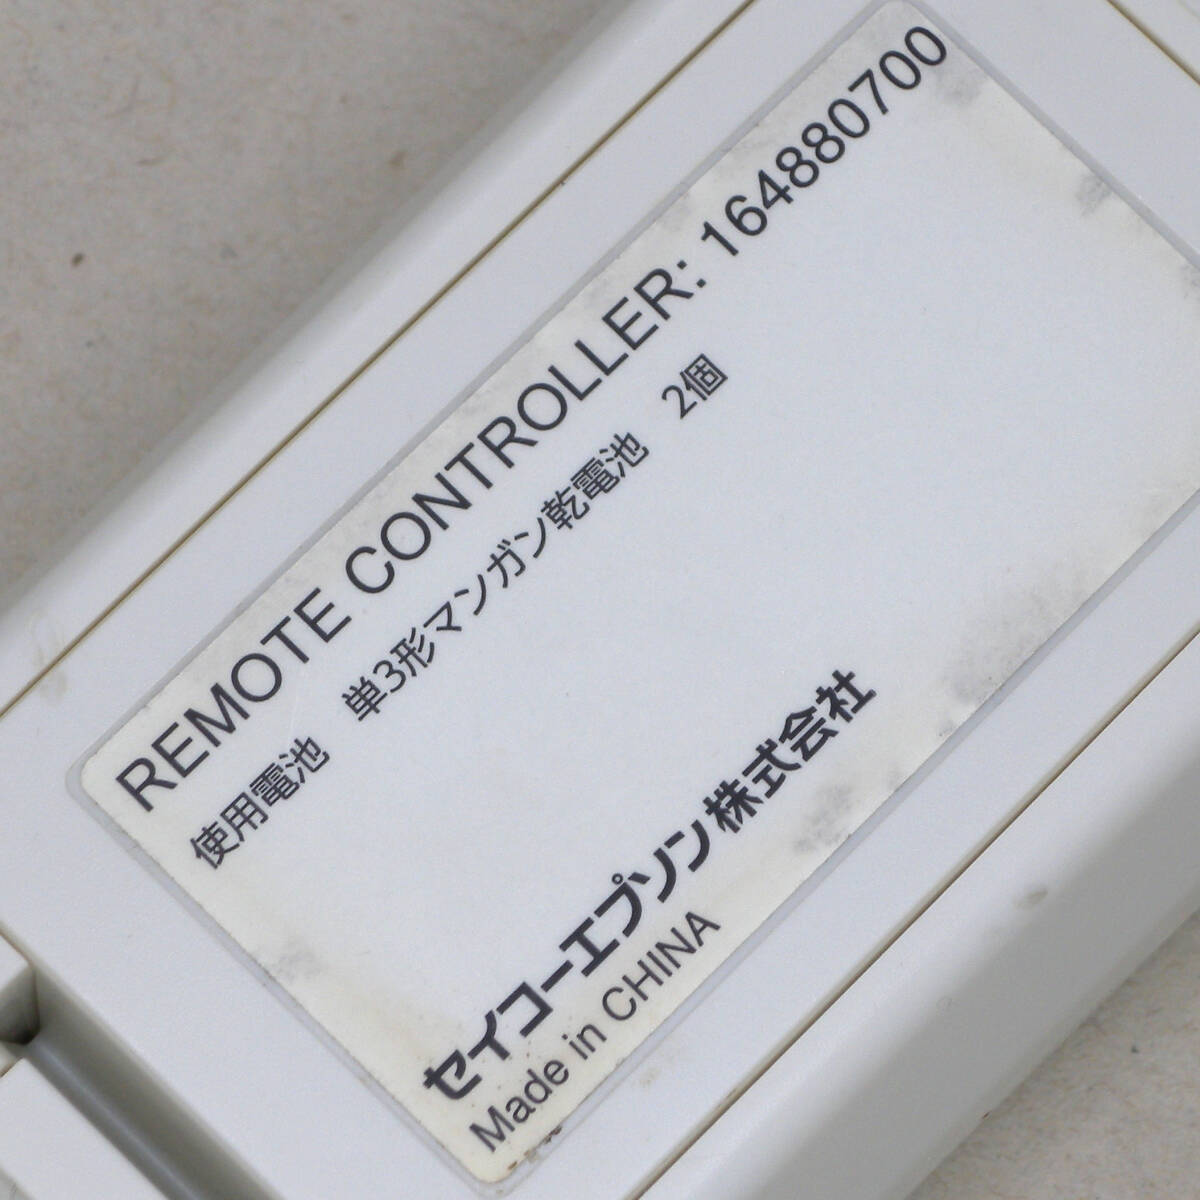 REMOTE CONTROLLER: 164880700
使用電池　単3形マンガン乾電池　2個
セイコーエプソン株式会社
Made in CHINA